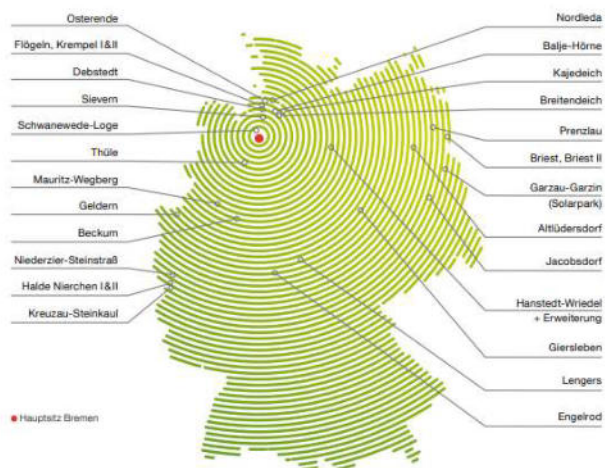 Osterende
Flögeln, Krempel I&II
Debstedt
Sievern
Schwanewede-Loge
Thüle
Mauritz-Wegberg
Geldern
Beckum
Niederzier-Steinstraß
Halde Nierchen I&II
Kreuzau-Steinkaul
Hauptsitz Bremen
Nordleda
Balje-Hörne
Kajedeich
Breitendeich
Prenzlau
Briest, Briest II
Garzau-Garzin
(Solarpark)
Altlüdersdorf
Jacobsdorf
Hanstedt-Wriedel
+ Erweiterung
Giersleben
Lengers
Engelrod